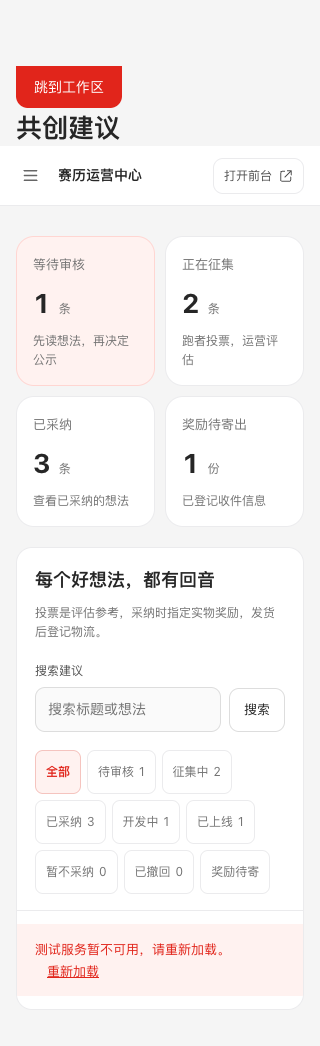 跳到工作区
共创建议
赛历运营中心
打开前台
等待审核
1 条
先读想法，再决定
公示
正在征集
2 条
跑者投票，运营评
估
已采纳
3 条
查看已采纳的想法
奖励待寄出
1 份
已登记收件信息
每个好想法，都有回音
投票是评估参考，采纳时指定实物奖励，发货
后登记物流。
搜索建议
搜索标题或想法
搜索
全部 待审核 1 征集中 2
已采纳 3 开发中 1 已上线 1
暂不采纳 0 已撤回 0 奖励待寄
测试服务暂不可用，请重新加载。
重新加载